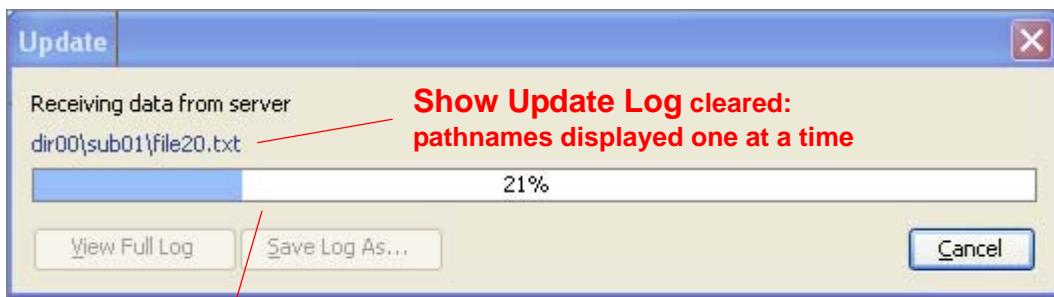 Update
Receiving data from server
dir00\sub01\file20.txt
Show Update Log cleared:
pathnames displayed one at a time
21%
View Full Log
Save Log As...
Cancel